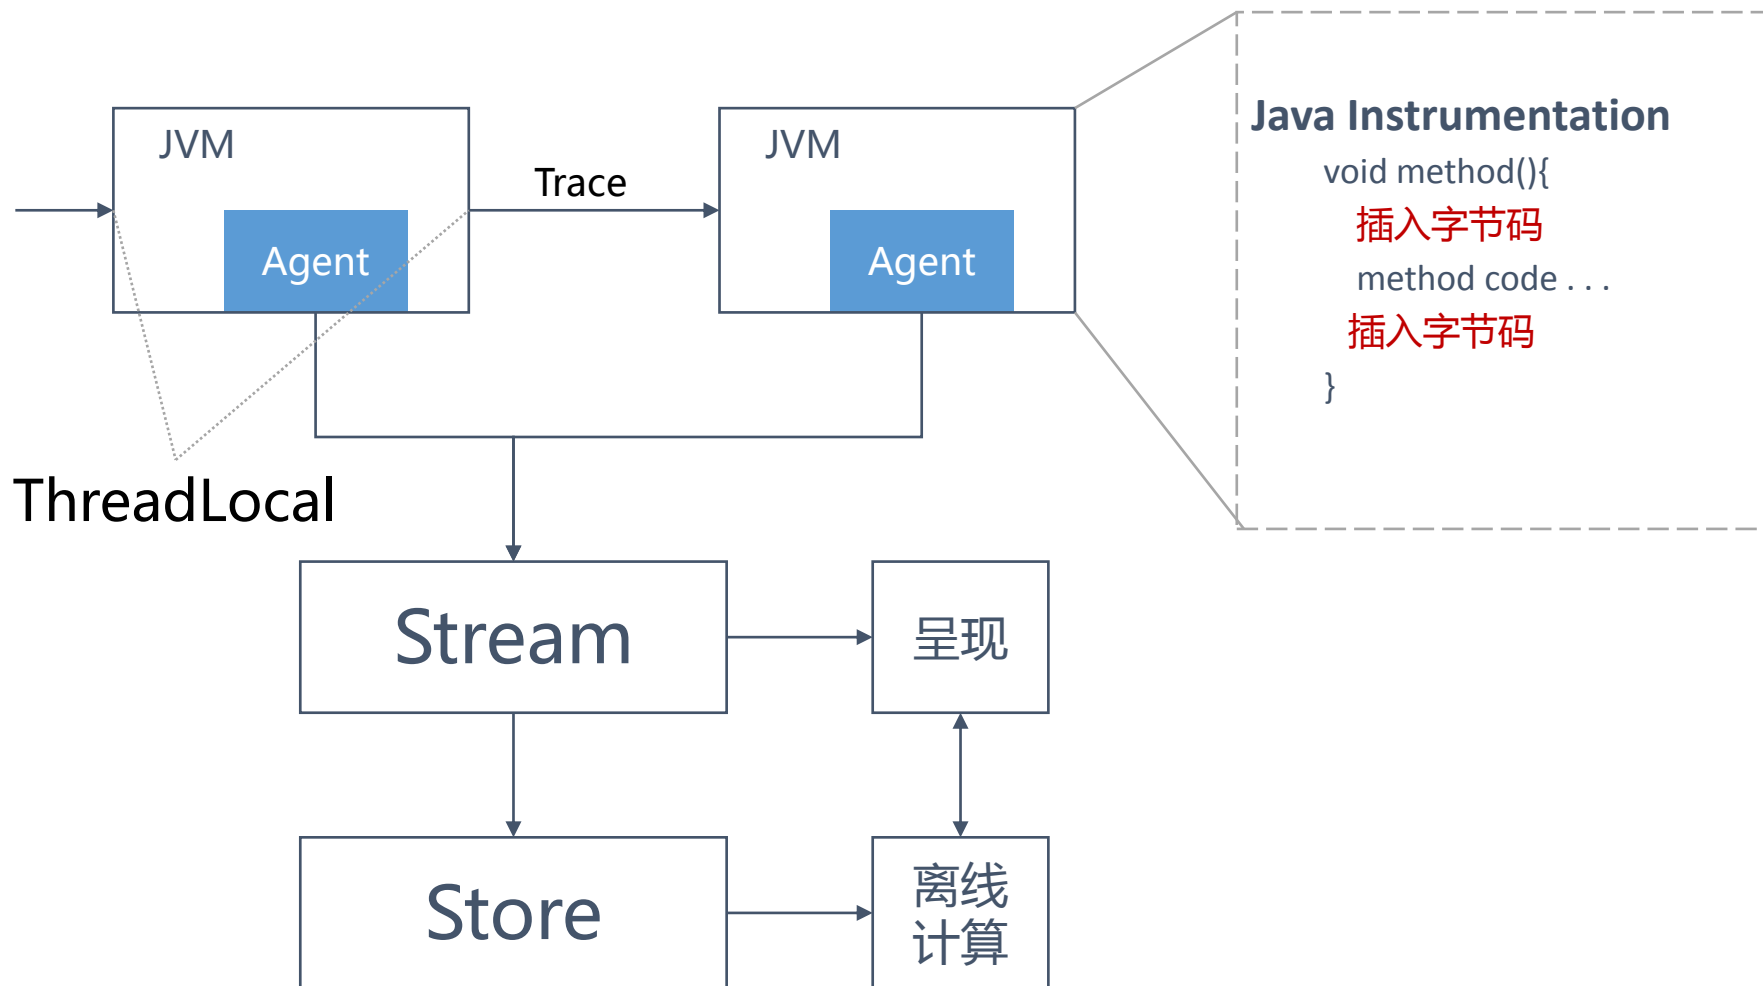 JVM
Agent
Trace
JVM
Agent
Java Instrumentation
void method(){
插入字节码
method code . . .
插入字节码
}
ThreadLocal
Stream
呈现
Store
离线
计算